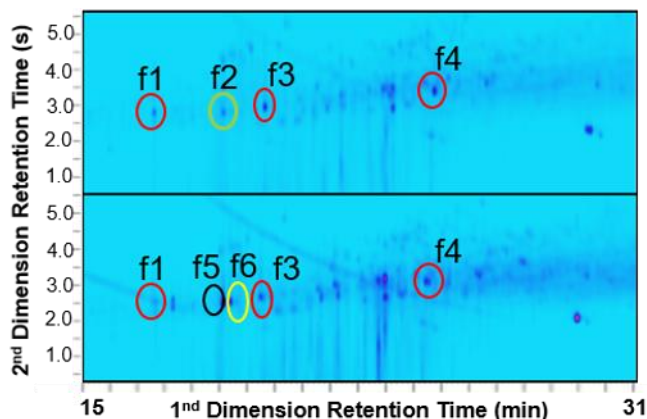 2nd Dimension Retention Time (s)
5.0
4.0
3.0
2.0
1.0
f1
f2
f3
f4
5.0
4.0
3.0
2.0
1.0
f1
f5
f6
f3
f4
15
1nd Dimension Retention Time (min)
31